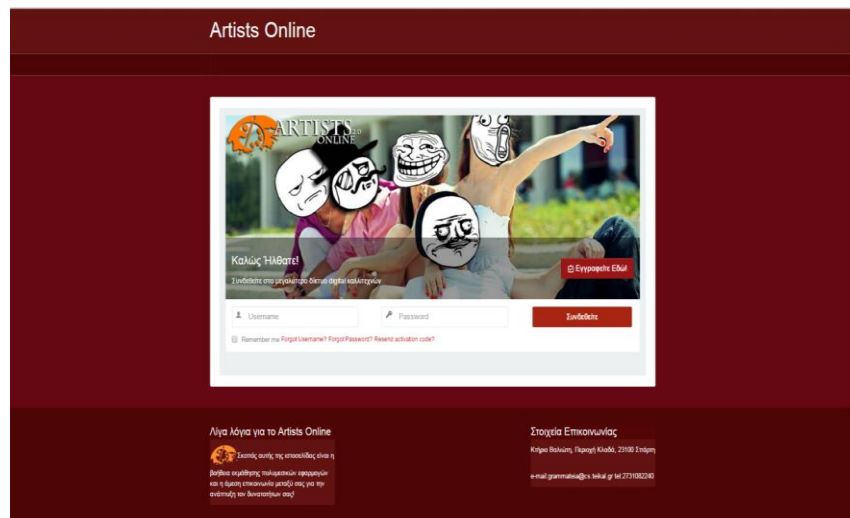 Artists Online
ARTISTS 2.0
ONLINE
Καλώς Ήλθατε!
Συνδεθείτε στο μεγαλύτερο δίκτυο digital καλλιτεχνών.
Εγγραφείτε Εδώ!
Username
Password
Συνδεθείτε
Remember me Forgot Username? Forgot Password? Resend activation code?
Λίγα λόγια για το Artists Online
Σκοπός αυτής της ιστοσελίδας είναι η
βοήθεια εκμάθησης πολυμεσικών εφαρμογών
και η άμεση επικοινωνία μεταξύ σας για την
ανάπτυξη τον δυνατοτήτων σας!
Στοιχεία Επικοινωνίας
Κτήριο Βαλιώτη, Περιοχή Κλαδά, 23100 Σπάρτη
e-mail:grammateia@cs.teikal.gr tel:2731082240